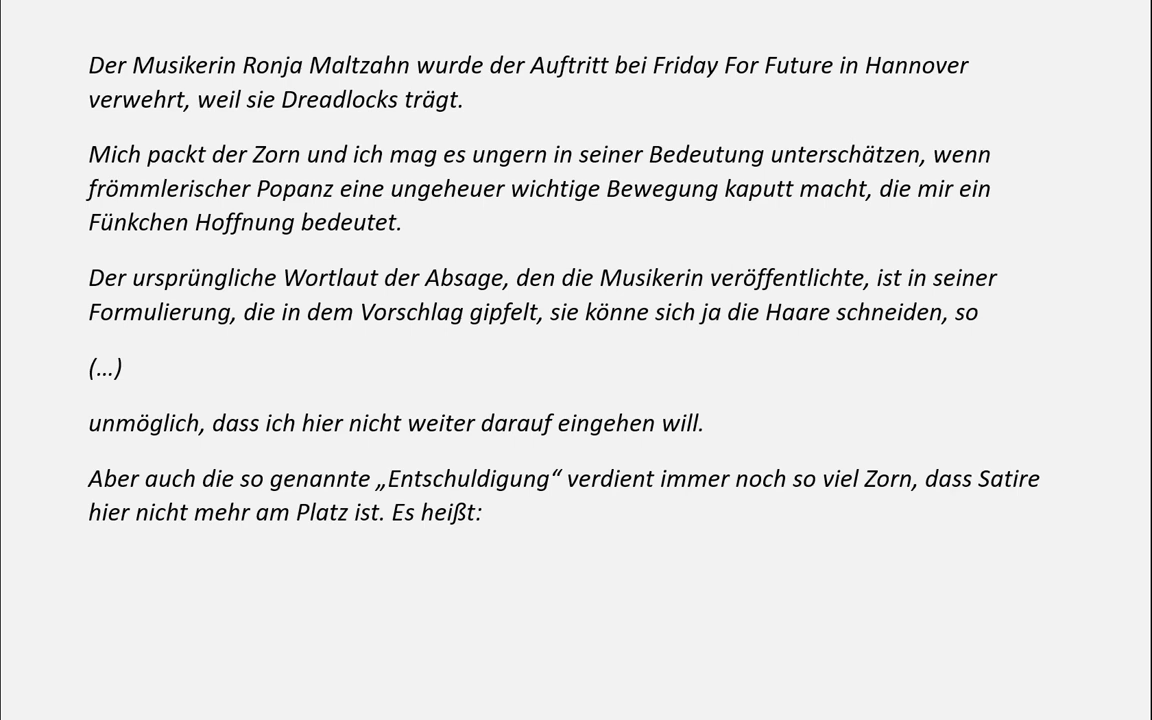 Der Musikerin Ronja Maltzahn wurde der Auftritt bei Friday For Future in Hannover
verwehrt, weil sie Dreadlocks trägt.
Mich packt der Zorn und ich mag es ungern in seiner Bedeutung unterschätzen, wenn
frömmlerischer Popanz eine ungeheuer wichtige Bewegung kaputt macht, die mir ein
Fünkchen Hoffnung bedeutet.
Der ursprüngliche Wortlaut der Absage, den die Musikerin veröffentlichte, ist in seiner
Formulierung, die in dem Vorschlag gipfelt, sie könne sich ja die Haare schneiden, so
(…)
unmöglich, dass ich hier nicht weiter darauf eingehen will.
Aber auch die so genannte „Entschuldigung“ verdient immer noch so viel Zorn, dass Satire
hier nicht mehr am Platz ist. Es heißt: